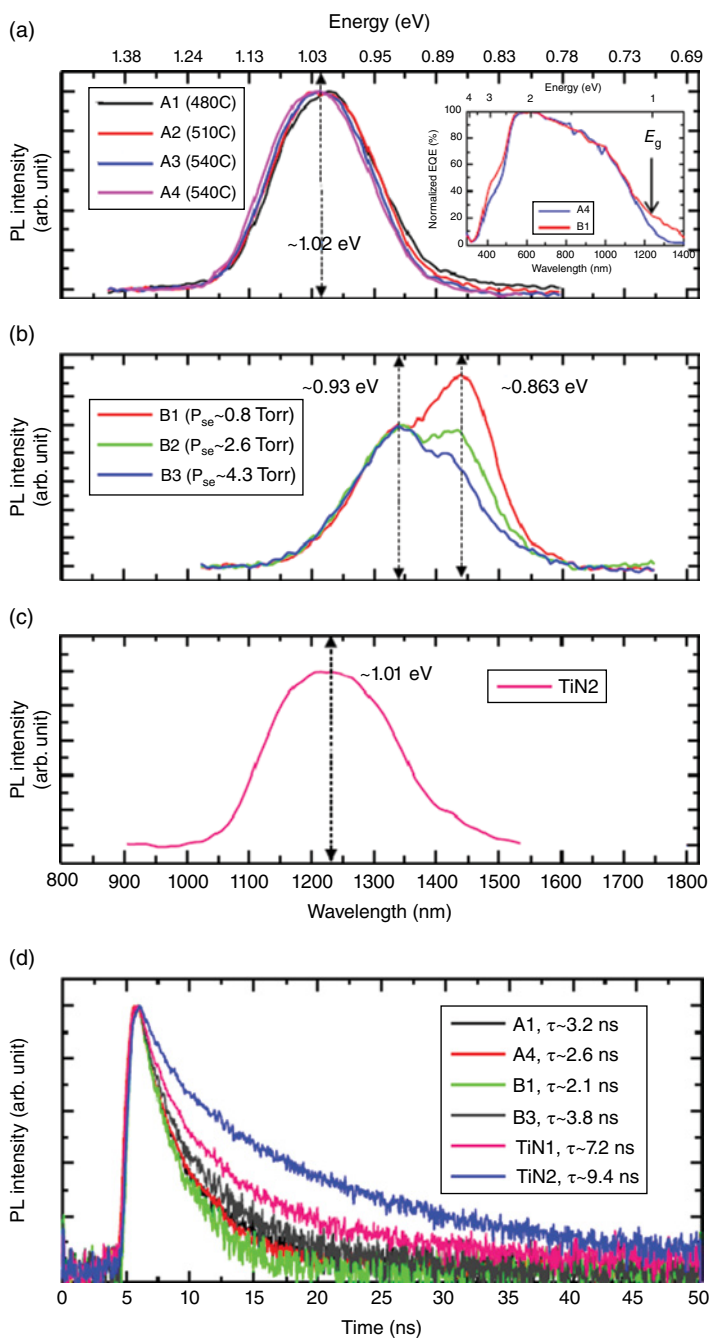 (a)
Energy (eV)
1.38 1.24 1.13 1.03 0.95 0.89 0.83 0.78 0.73 0.69
PL intensity
(arb. unit)
A1 (480C)
A2 (510C)
A3 (540C)
A4 (540C)
~1.02 eV
Energy (eV)
4 3 2 1
Normalized EQE (%)
100
80
60
40
20
0
E_g
A4
B1
400 600 800 1000 1200 1400
Wavelength (nm)
(b)
PL intensity
(arb. unit)
B1 (P_se~0.8 Torr)
B2 (P_se~2.6 Torr)
B3 (P_se~4.3 Torr)
~0.93 eV
~0.863 eV
(c)
PL intensity
(arb. unit)
~1.01 eV
TiN2
800 900 1000 1100 1200 1300 1400 1500 1600 1700 1800
Wavelength (nm)
(d)
PL intensity (arb. unit)
A1, τ~3.2 ns
A4, τ~2.6 ns
B1, τ~2.1 ns
B3, τ~3.8 ns
TiN1, τ~7.2 ns
TiN2, τ~9.4 ns
0 5 10 15 20 25 30 35 40 45 50
Time (ns)